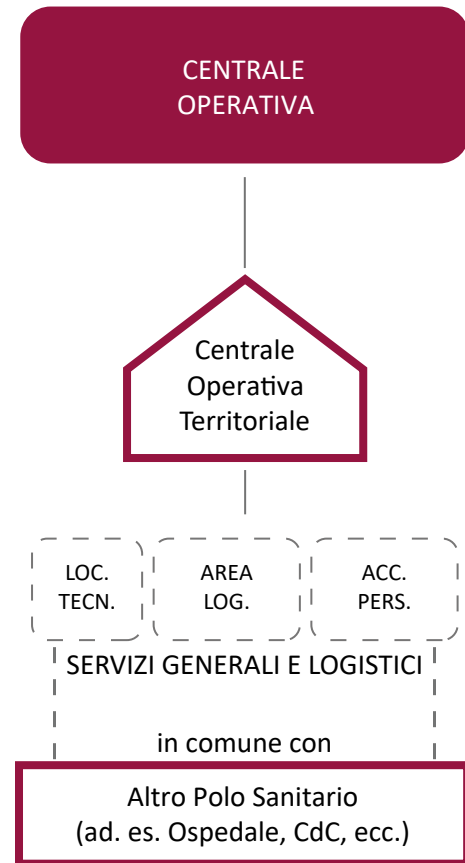 CENTRALE
OPERATIVA
Centrale
Operativa
Territoriale
LOC.
TECN.
AREA
LOG.
ACC.
PERS.
SERVIZI GENERALI E LOGISTICI
in comune con
Altro Polo Sanitario
(ad. es. Ospedale, CdC, ecc.)